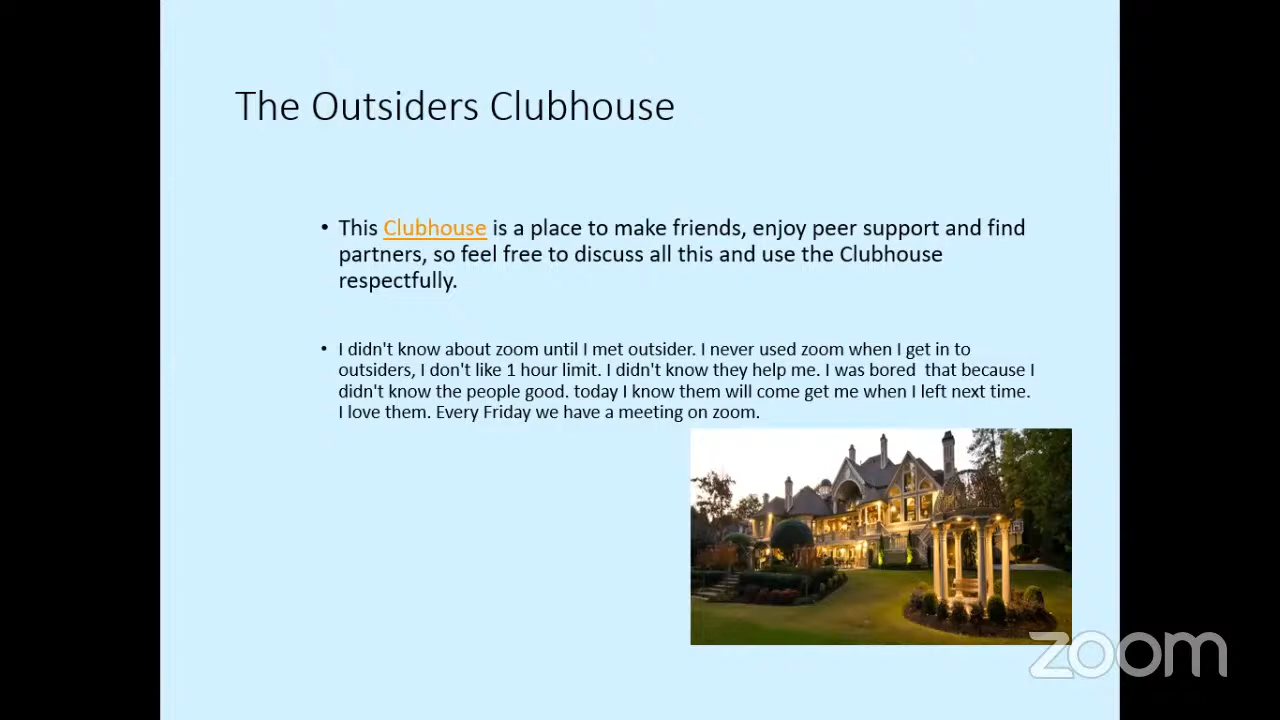 The Outsiders Clubhouse
• This Clubhouse is a place to make friends, enjoy peer support and find
partners, so feel free to discuss all this and use the Clubhouse
respectfully.
• I didn't know about zoom until I met outsider. I never used zoom when I get in to
outsiders, I don't like 1 hour limit. I didn't know they help me. I was bored  that because I
didn't know the people good. today I know them will come get me when I left next time.
I love them. Every Friday we have a meeting on zoom.
zoom